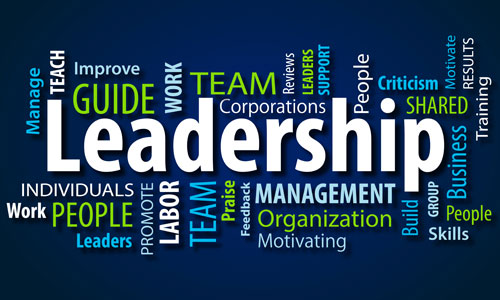 Manage
TEACH
Improve
GUIDE
WORK
TEAM
Corporations
Reviews
LEADERS
SUPPORT
People
Criticism
SHARED
Motivate
RESULTS
Training
Leadership
INDIVIDUALS
Work
PEOPLE
Leaders
PROMOTE
LABOR
TEAM
Praise
Feedback
MANAGEMENT
Organization
Motivating
Build
GROUP
Business
People
Skills